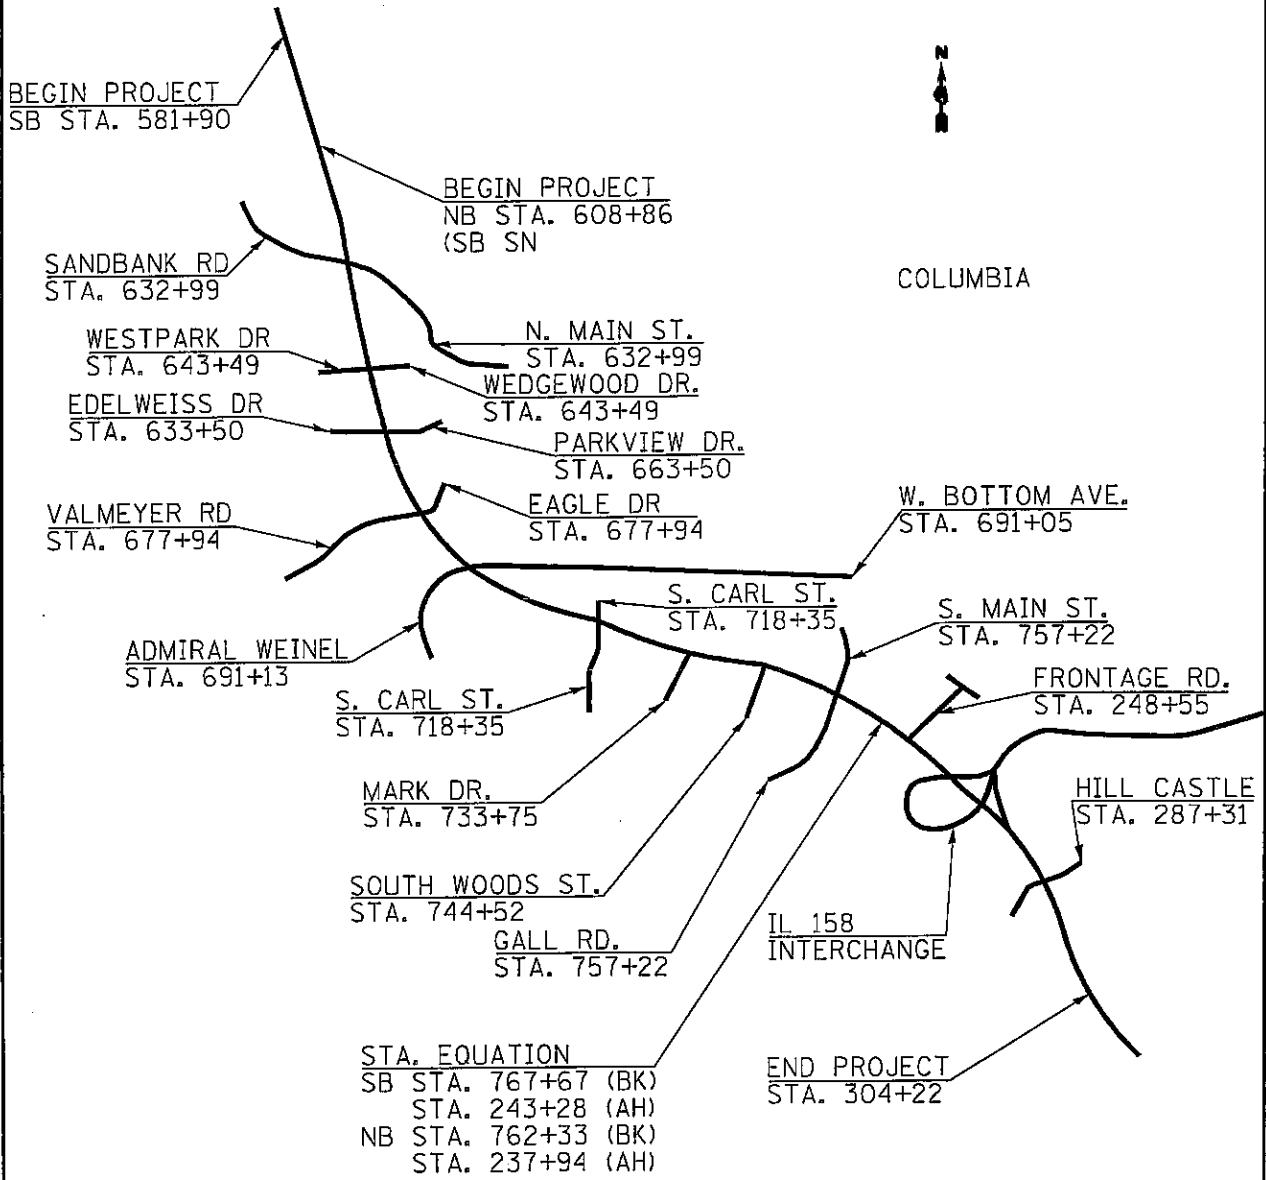 N
BEGIN PROJECT
SB STA. 581+90
BEGIN PROJECT
NB STA. 608+86
(SB SN
COLUMBIA
SANDBANK RD
STA. 632+99
N. MAIN ST.
STA. 632+99
WESTPARK DR
STA. 643+49
WEDGEWOOD DR.
STA. 643+49
EDELWEISS DR
STA. 633+50
PARKVIEW DR.
STA. 663+50
VALMEYER RD
STA. 677+94
EAGLE DR
STA. 677+94
W. BOTTOM AVE.
STA. 691+05
S. CARL ST.
STA. 718+35
S. MAIN ST.
STA. 757+22
ADMIRAL WEINEL
STA. 691+13
FRONTAGE RD.
STA. 248+55
S. CARL ST.
STA. 718+35
MARK DR.
STA. 733+75
HILL CASTLE
STA. 287+31
SOUTH WOODS ST.
STA. 744+52
GALL RD.
STA. 757+22
IL 158
INTERCHANGE
STA. EQUATION
SB STA. 767+67 (BK)
STA. 243+28 (AH)
NB STA. 762+33 (BK)
STA. 237+94 (AH)
END PROJECT
STA. 304+22